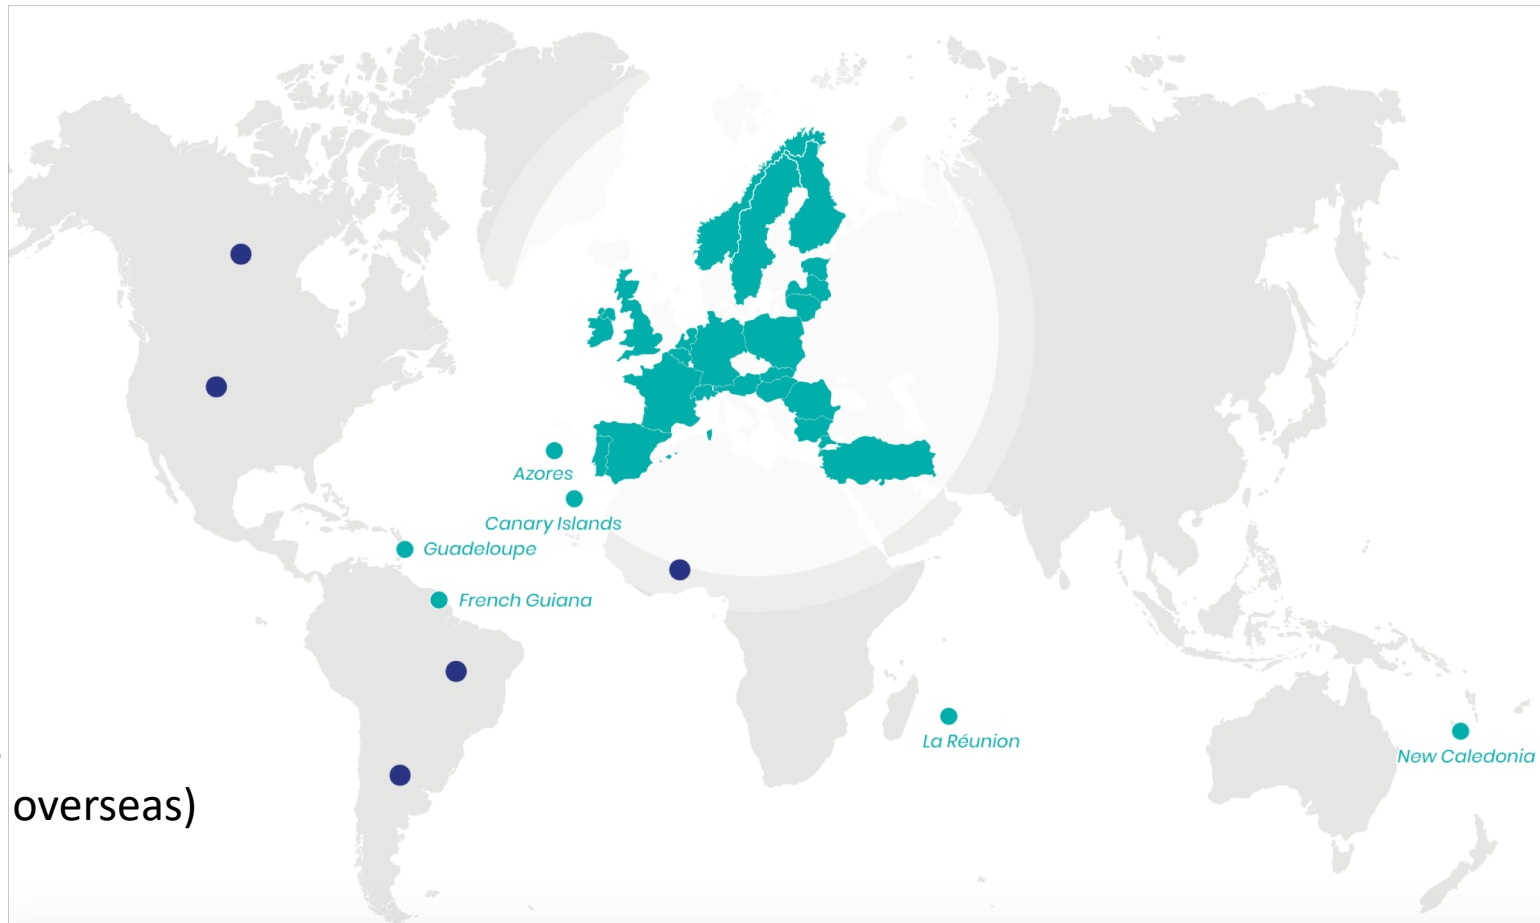 Azores
Canary Islands
Guadeloupe
French Guiana
La Réunion
New Caledonia
overseas)